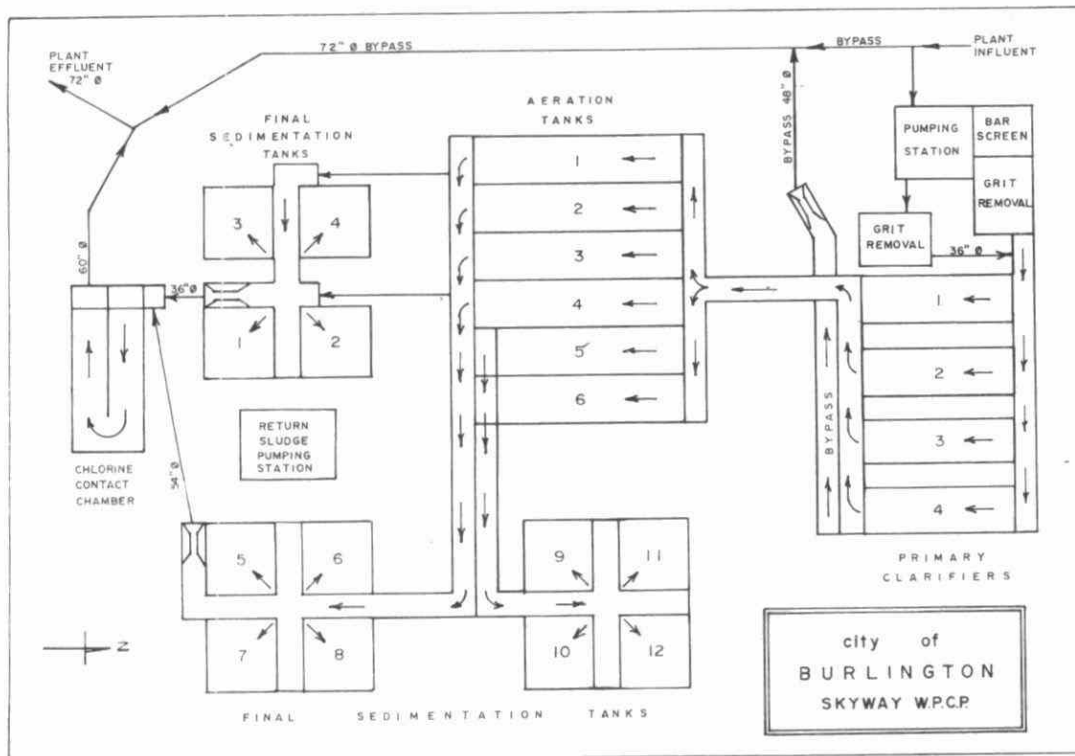 72" Ø BYPASS
BYPASS
PLANT
INFLUENT
PLANT
EFFLUENT
72" Ø
BYPASS 48" Ø
AERATION
TANKS
FINAL
SEDIMENTATION
TANKS
PUMPING
STATION
BAR
SCREEN
GRIT
REMOVAL
GRIT
REMOVAL
36" Ø
1
2
3
4
5
6
3
4
1
2
36" Ø
60" Ø
1
2
3
4
BYPASS
RETURN
SLUDGE
PUMPING
STATION
CHLORINE
CONTACT
CHAMBER
54" Ø
5
6
7
8
9
11
10
12
PRIMARY
CLARIFIERS
N
FINAL SEDIMENTATION TANKS
city of
BURLINGTON
SKYWAY W.P.C.P.